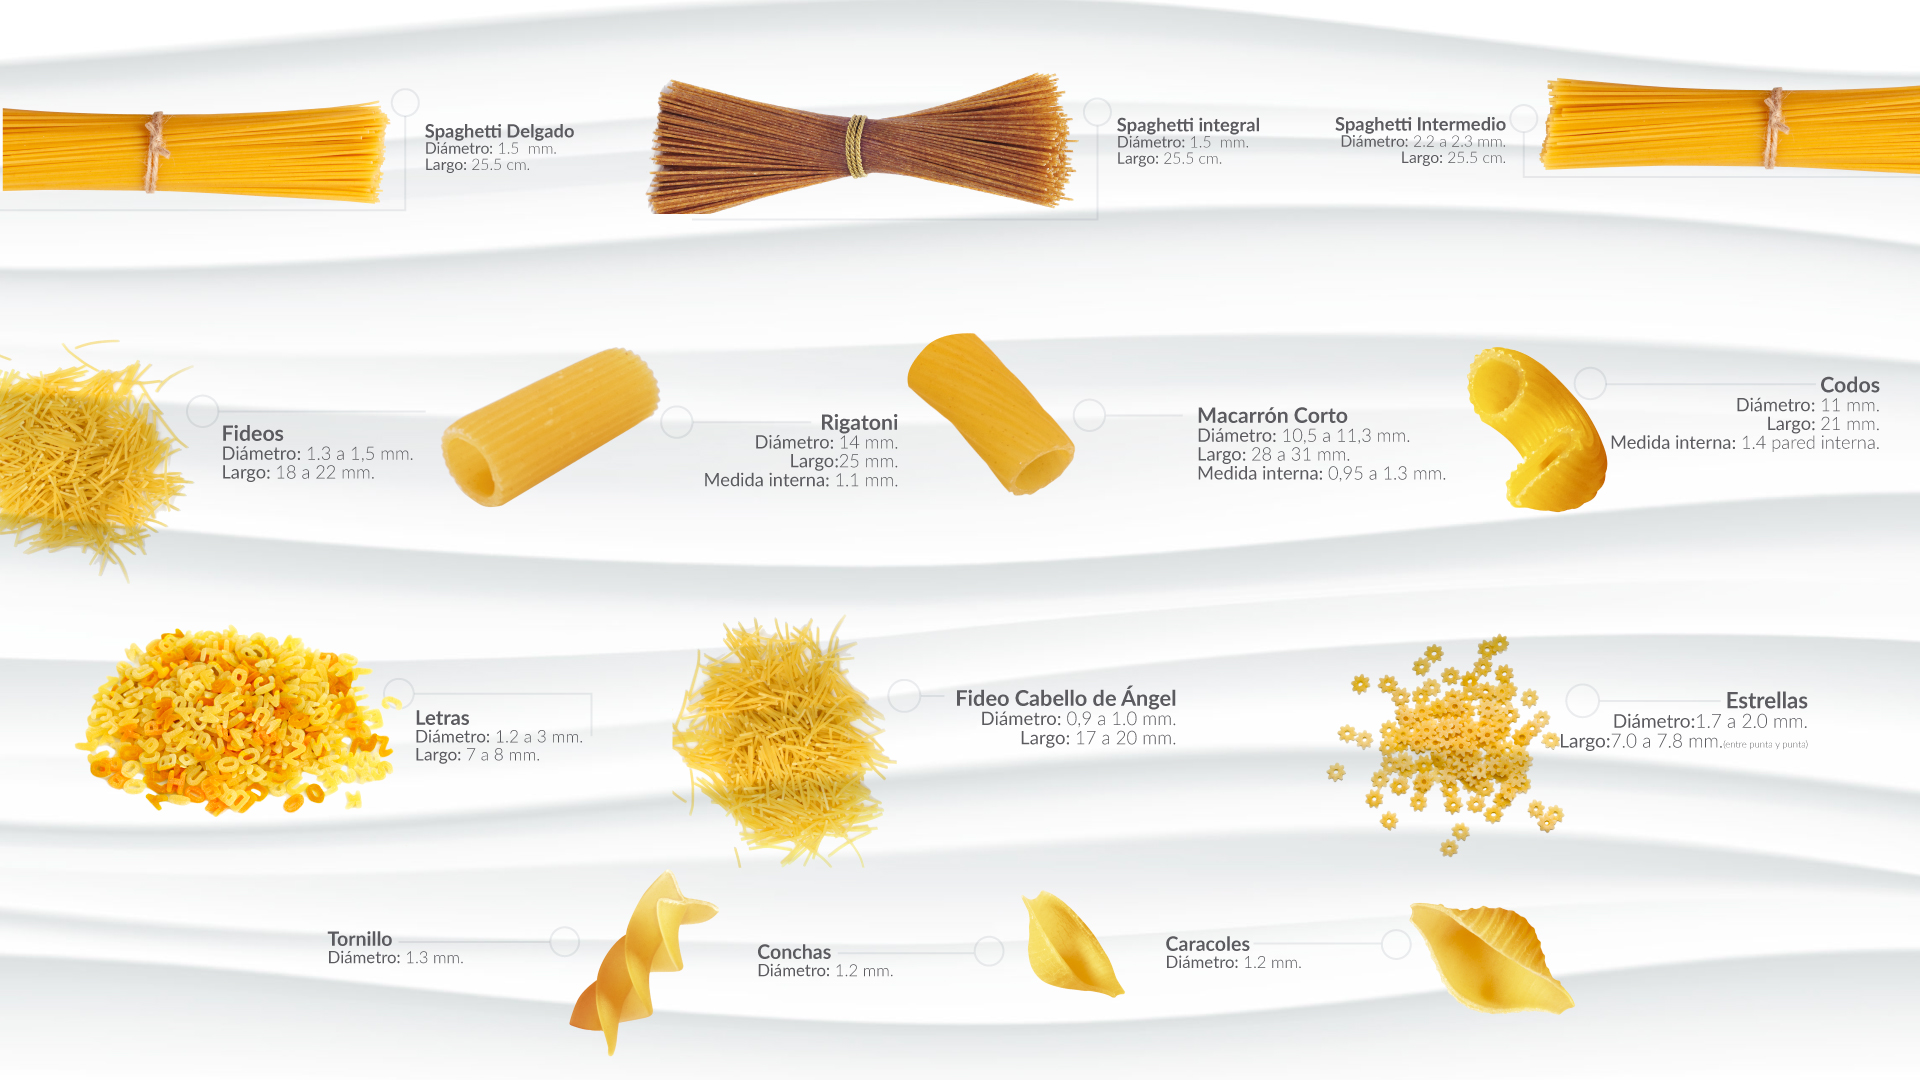 Spaghetti Delgado
Diámetro: 1.5 mm.
Largo: 25.5 cm.
Spaghetti integral
Diámetro: 1.5 mm.
Largo: 25.5 cm.
Spaghetti Intermedio
Diámetro: 2.2 a 2.3 mm.
Largo: 25.5 cm.
Fideos
Diámetro: 1.3 a 1,5 mm.
Largo: 18 a 22 mm.
Rigatoni
Diámetro: 14 mm.
Largo:25 mm.
Medida interna: 1.1 mm.
Macarrón Corto
Diámetro: 10,5 a 11,3 mm.
Largo: 28 a 31 mm.
Medida interna: 0,95 a 1.3 mm.
Codos
Diámetro: 11 mm.
Largo: 21 mm.
Medida interna: 1.4 pared interna.
Letras
Diámetro: 1.2 a 3 mm.
Largo: 7 a 8 mm.
Fideo Cabello de Ángel
Diámetro: 0,9 a 1.0 mm.
Largo: 17 a 20 mm.
Estrellas
Diámetro:1.7 a 2.0 mm.
Largo:7.0 a 7.8 mm.(entre punta y punta)
Tornillo
Diámetro: 1.3 mm.
Conchas
Diámetro: 1.2 mm.
Caracoles
Diámetro: 1.2 mm.